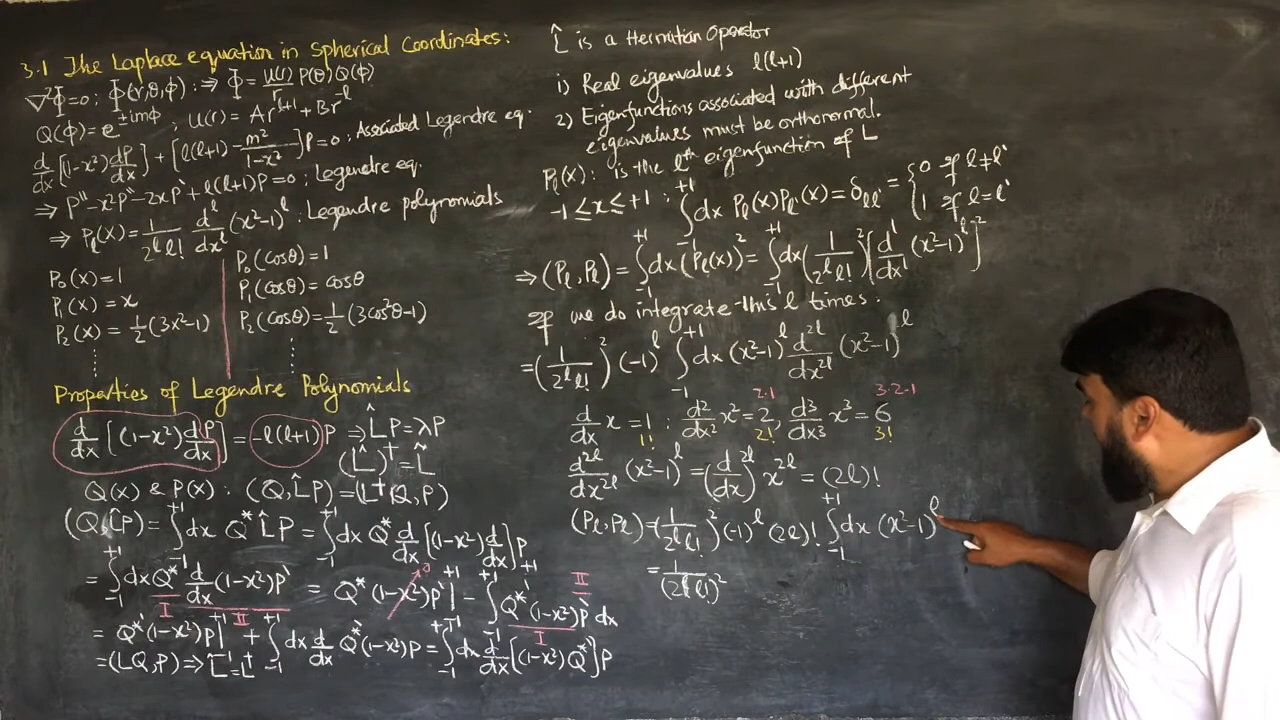 3.1 The Laplace equation in Spherical Coordinates:
∇²Φ=0; Φ(r,θ,φ): ⇒ Φ = U(r)/r P(θ)Q(φ)
Q(φ)=e^{±imφ}; U(r) = Ar^{l+1} + Br^{-l}
d/dx[(1-x²)dP/dx] + [l(l+1) - m²/(1-x²)]P=0; Associated Legendre eq.
⇒ P''-x²P''-2xP'+l(l+1)P=0; Legendre eq.
⇒ P_l(x)= 1/(2^l l!) d^l/dx^l (x²-1)^l; Legendre polynomials
P₀(x)=1
P₁(x)=x
P₂(x) = 1/2(3x²-1)
⋮
P₀(cosθ)=1
P₁(cosθ)=cosθ
P₂(cosθ)=1/2(3cos²θ-1)
⋮
Properties of Legendre Polynomials
d/dx[(1-x²)dP/dx] = -l(l+1)P ⇒ L̂P=λP
(L̂)†=L̂
Q(x) & P(x): (Q,L̂P)=(L†Q,P)
(Q,L̂P)=∫_{-1}^{+1}dx Q*L̂P=∫_{-1}^{+1}dx Q* d/dx[(1-x²)d/dx]P
=∫_{-1}^{+1}dx Q* d/dx(1-x²)P' = Q*(1-x²)P'|_{-1}^{+1} - ∫_{-1}^{+1}Q*'(1-x²)P'dx
0
I II I II
= Q*'(1-x²)P|_{-1}^{+1} + ∫_{-1}^{+1}dx d/dx Q*'(1-x²)P = ∫_{-1}^{+1}dx d/dx[(1-x²)Q*']P
=(LQ,P) ⇒ L=L†
L̂ is a Hermitian Operator
1) Real eigenvalues l(l+1)
2) Eigenfunctions associated with different
eigenvalues must be orthonormal.
P_l(x): is the l^th eigenfunction of L
-1≤x≤+1: ∫_{-1}^{+1}dx P_l(x)P_l'(x)=δ_ll' = {0 if l≠l'
1 if l=l'
⇒(P_l,P_l)=∫_{-1}^{+1}dx(P_l(x))²=∫_{-1}^{+1}dx(1/(2^l l!))²[d^l/dx^l(x²-1)^l]²
If we do integrate this l times:
=(1/(2^l l!))²(-1)^l ∫_{-1}^{+1}dx(x²-1)^l d^{2l}/dx^{2l}(x²-1)^l
2·1 3·2·1
d/dx x=1; d²/dx² x²=2, d³/dx³ x³=6
1! 2! 3!
d^{2l}/dx^{2l}(x²-1)^l=(d/dx)^{2l} x^{2l}=(2l)!
(P_l,P_l)=(1/(2^l l!))²(-1)^l(2l)!∫_{-1}^{+1}dx(x²-1)^l
=1/(2^l l!)²